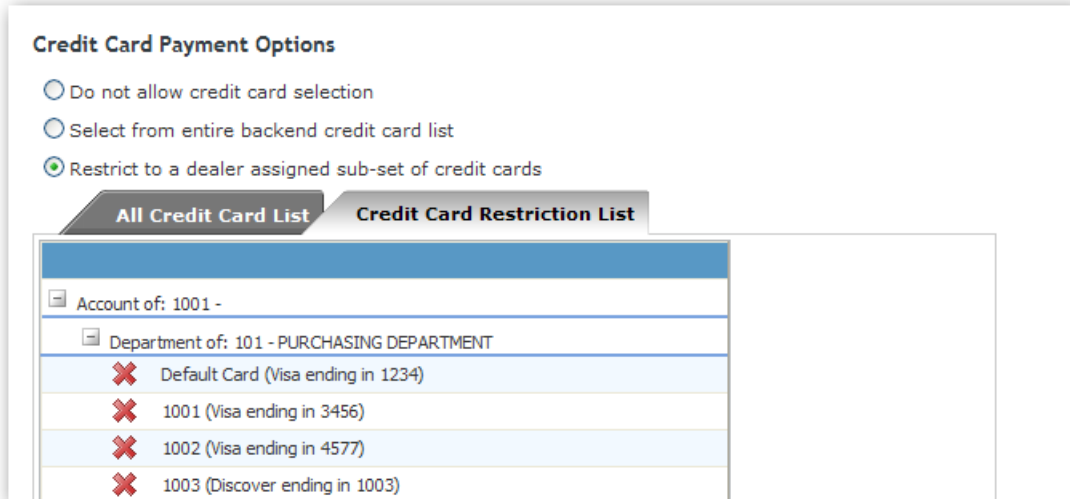 Credit Card Payment Options
Do not allow credit card selection
Select from entire backend credit card list
Restrict to a dealer assigned sub-set of credit cards
All Credit Card List Credit Card Restriction List
Account of: 1001 -
Department of: 101 - PURCHASING DEPARTMENT
Default Card (Visa ending in 1234)
1001 (Visa ending in 3456)
1002 (Visa ending in 4577)
1003 (Discover ending in 1003)